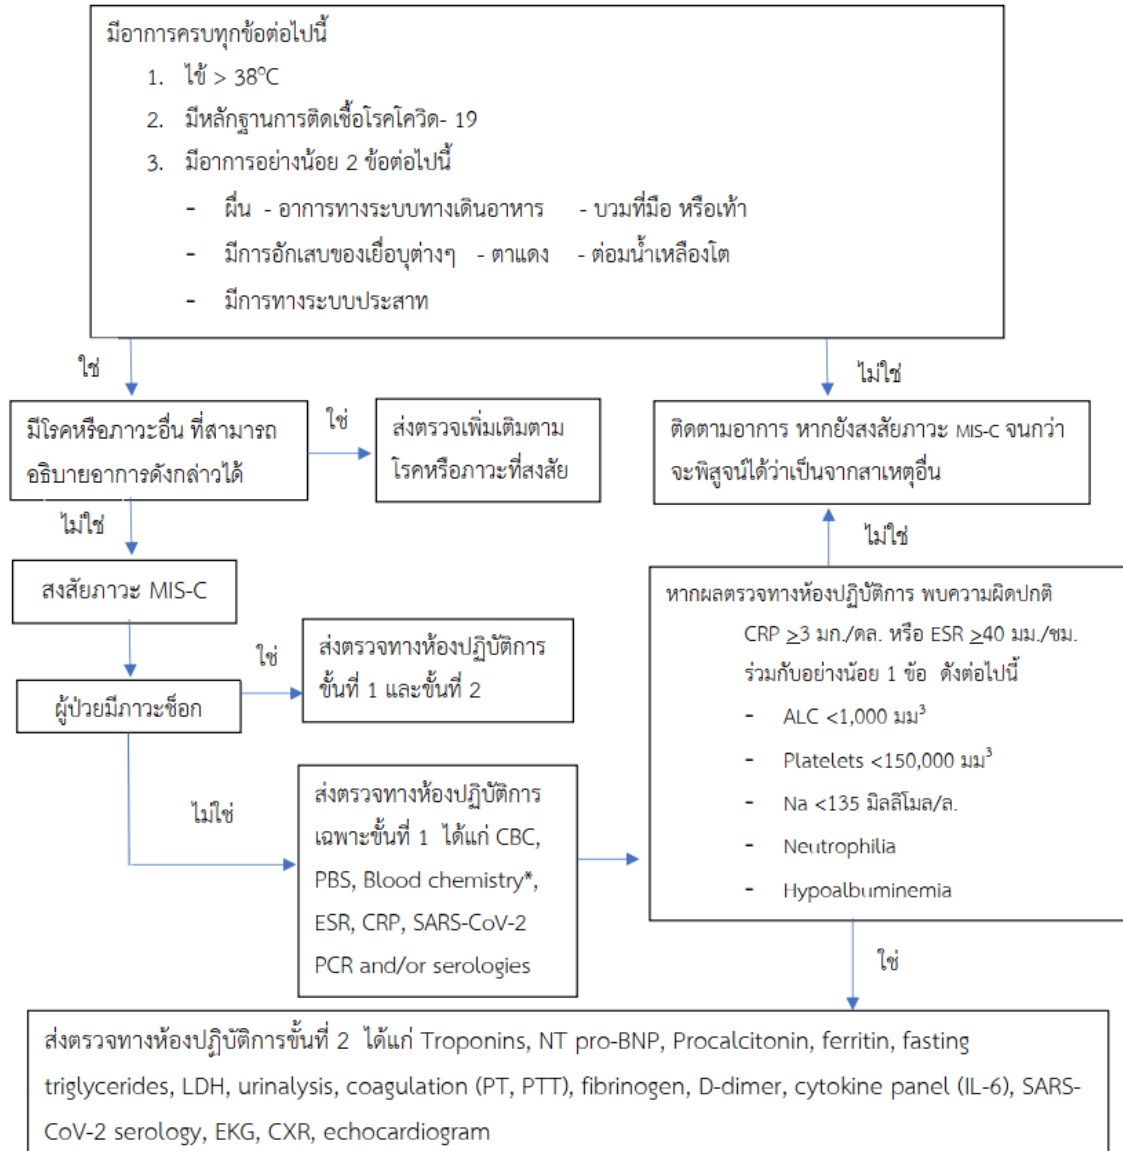 มีอาการครบทุกข้อต่อไปนี้
1. ไข้ > 38°C
2. มีหลักฐานการติดเชื้อโรคโควิด- 19
3. มีอาการอย่างน้อย 2 ข้อต่อไปนี้
- ผื่น - อาการทางระบบทางเดินอาหาร - บวมที่มือ หรือเท้า
- มีการอักเสบของเยื่อบุต่างๆ - ตาแดง - ต่อมน้ำเหลืองโต
- มีการทางระบบประสาท
ใช่
ไม่ใช่
มีโรคหรือภาวะอื่น ที่สามารถ
อธิบายอาการดังกล่าวได้
ใช่
ส่งตรวจเพิ่มเติมตาม
โรคหรือภาวะที่สงสัย
ติดตามอาการ หากยังสงสัยภาวะ MIS-C จนกว่า
จะพิสูจน์ได้ว่าเป็นจากสาเหตุอื่น
ไม่ใช่
ไม่ใช่
สงสัยภาวะ MIS-C
ผู้ป่วยมีภาวะช็อก
ใช่
ส่งตรวจทางห้องปฏิบัติการ
ขั้นที่ 1 และขั้นที่ 2
ไม่ใช่
ส่งตรวจทางห้องปฏิบัติการ
เฉพาะขั้นที่ 1 ได้แก่ CBC,
PBS, Blood chemistry*,
ESR, CRP, SARS-CoV-2
PCR and/or serologies
หากผลตรวจทางห้องปฏิบัติการ พบความผิดปกติ
CRP ≥3 มก./ดล. หรือ ESR ≥40 มม./ชม.
ร่วมกับอย่างน้อย 1 ข้อ ดังต่อไปนี้
- ALC <1,000 มม³
- Platelets <150,000 มม³
- Na <135 มิลลิโมล/ล.
- Neutrophilia
- Hypoalbuminemia
ใช่
ส่งตรวจทางห้องปฏิบัติการขั้นที่ 2 ได้แก่ Troponins, NT pro-BNP, Procalcitonin, ferritin, fasting
triglycerides, LDH, urinalysis, coagulation (PT, PTT), fibrinogen, D-dimer, cytokine panel (IL-6), SARS-
CoV-2 serology, EKG, CXR, echocardiogram